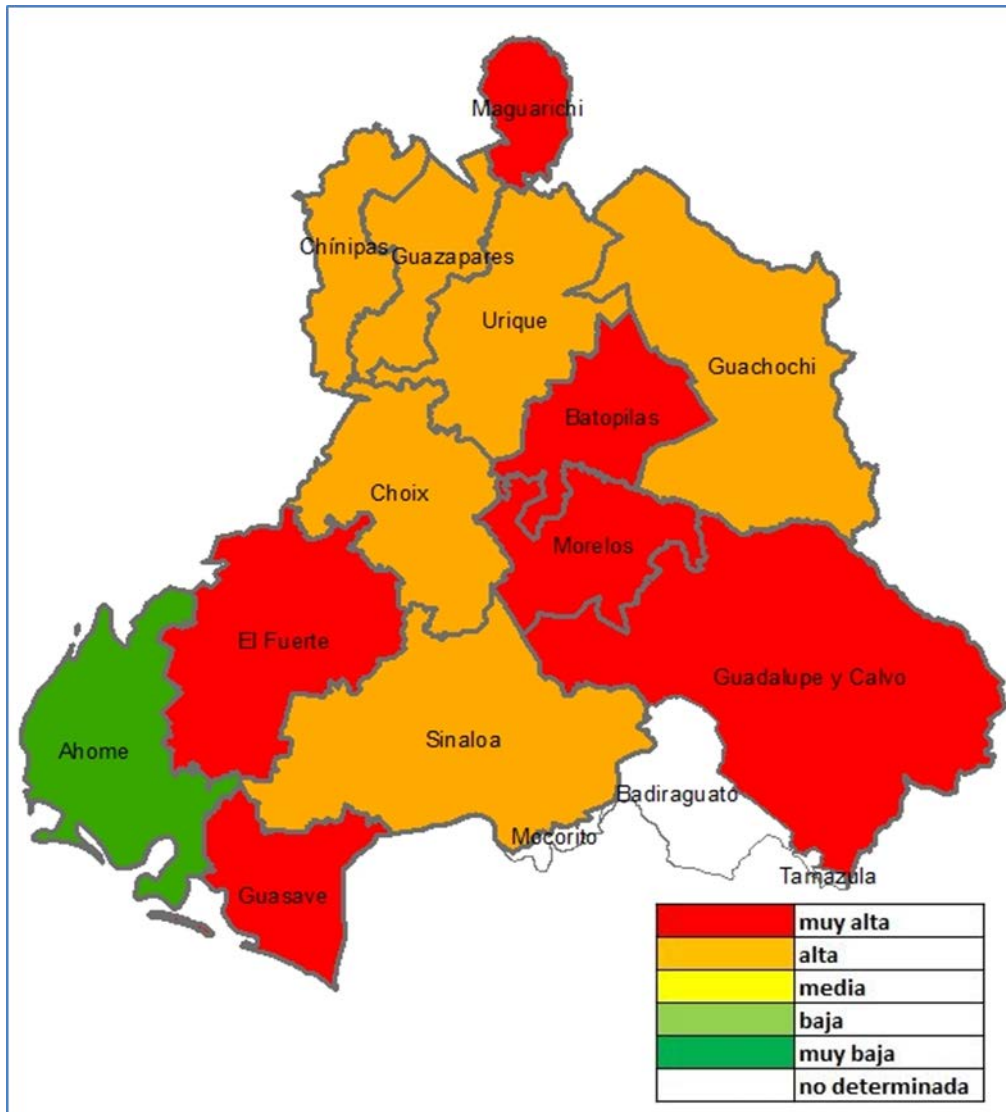 Maguarichi
Chínipas
Guazapares
Urique
Guachochi
Batopilas
Choix
Morelos
El Fuerte
Guadalupe y Calvo
Sinaloa
Ahome
Badiraguato
Mocorito
Tamazula
Guasave
muy alta
alta
media
baja
muy baja
no determinada